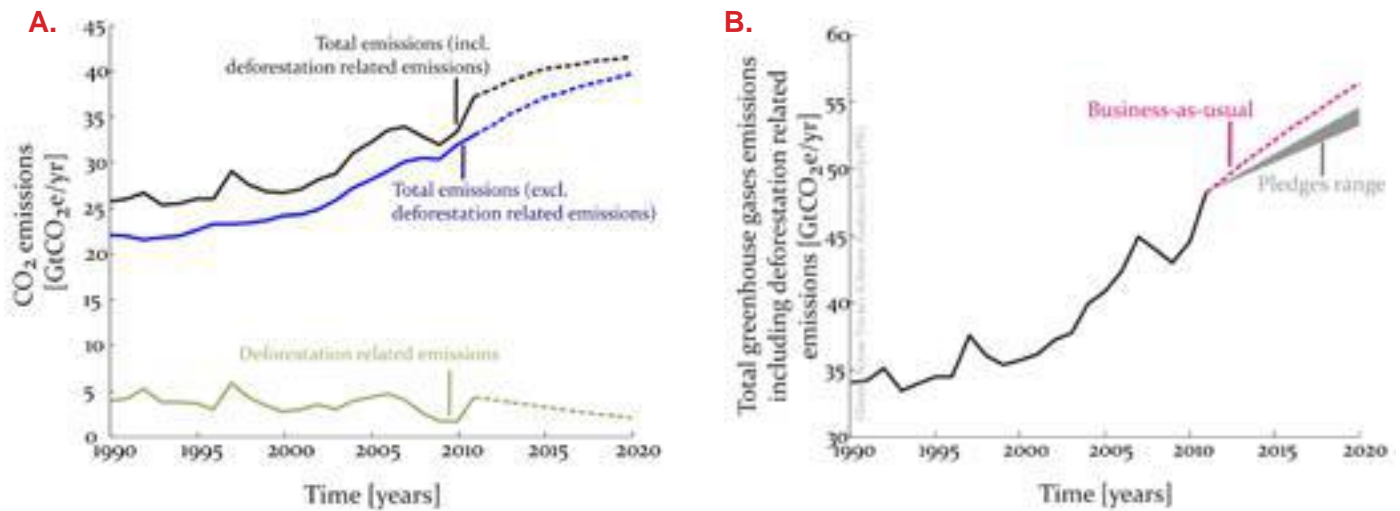 A.
45
40
35
30
25
20
15
10
5
0
CO₂ emissions
[GtCO₂e/yr]
Total emissions (incl.
deforestation related emissions)
Total emissions (excl.
deforestation related emissions)
Deforestation related emissions
1990 1995 2000 2005 2010 2015 2020
Time [years]
B.
60
55
50
45
40
35
30
Total greenhouse gases emissions
including deforestation related
emissions [GtCO₂e/yr]
Business-as-usual
Pledges range
1990 1995 2000 2005 2010 2015 2020
Time [years]